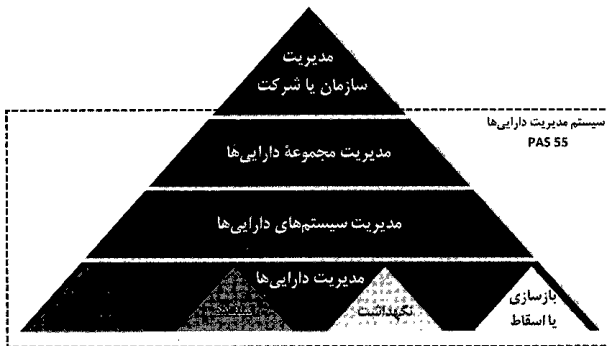 مدیریت
سازمان یا شرکت
سیستم مدیریت دارایی‌ها
PAS 55
مدیریت مجموعهٔ دارایی‌ها
مدیریت سیستم‌های دارایی‌ها
مدیریت دارایی‌ها
نگهداشت
بازسازی
یا اسقاط